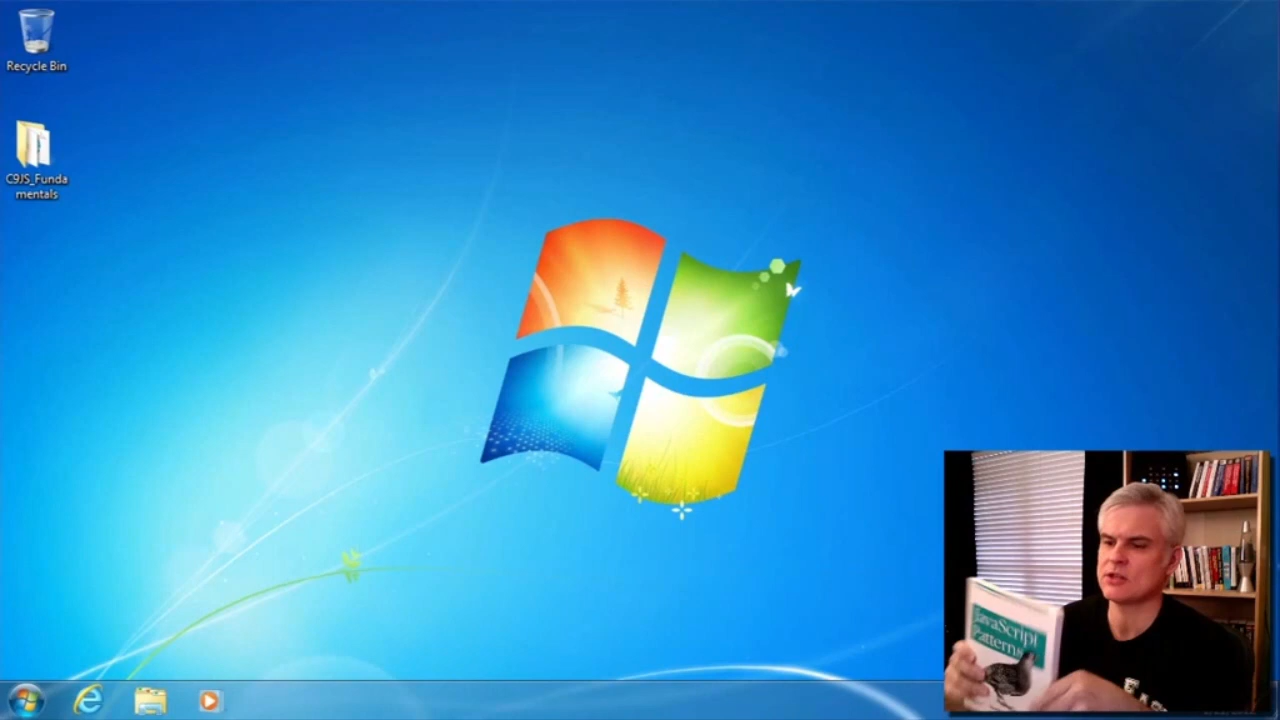 Recycle Bin
C9JS_Funda
mentals
JavaScript
Patterns